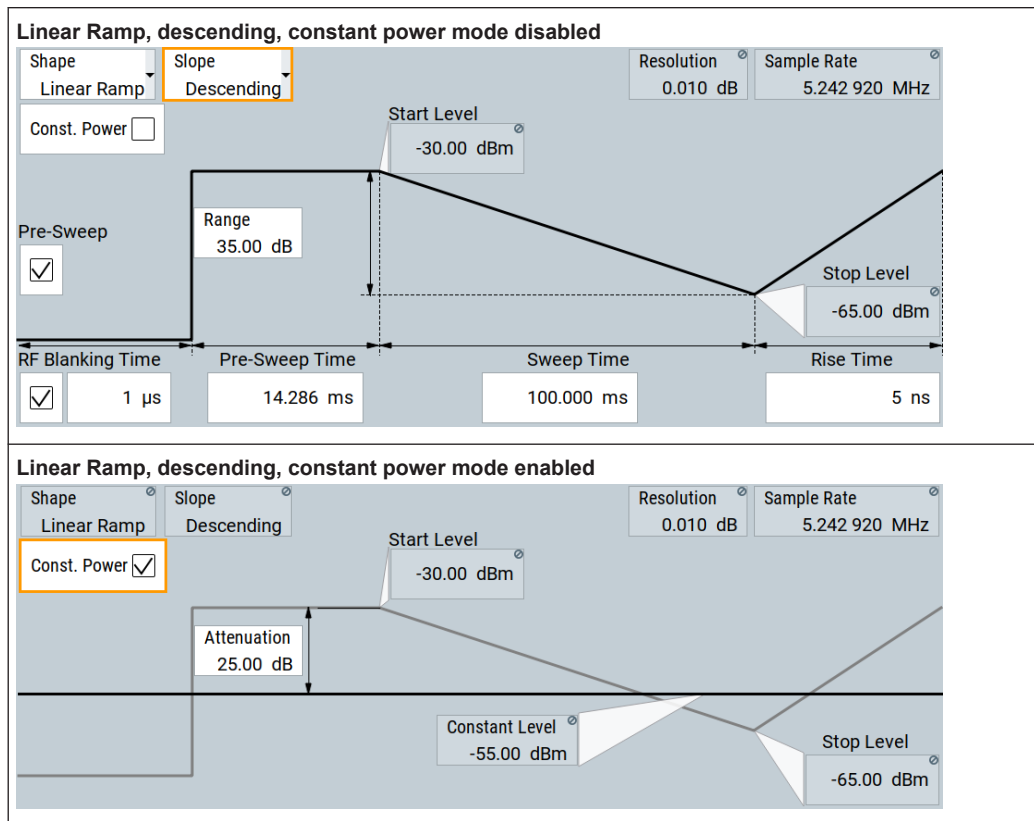 Linear Ramp, descending, constant power mode disabled
Shape
Linear Ramp
Slope
Descending
Resolution
0.010 dB
Sample Rate
5.242 920 MHz
Const. Power
Start Level
-30.00 dBm
Range
35.00 dB
Pre-Sweep
Stop Level
-65.00 dBm
RF Blanking Time
1 µs
Pre-Sweep Time
14.286 ms
Sweep Time
100.000 ms
Rise Time
5 ns
Linear Ramp, descending, constant power mode enabled
Shape
Linear Ramp
Slope
Descending
Resolution
0.010 dB
Sample Rate
5.242 920 MHz
Const. Power
Start Level
-30.00 dBm
Attenuation
25.00 dB
Constant Level
-55.00 dBm
Stop Level
-65.00 dBm